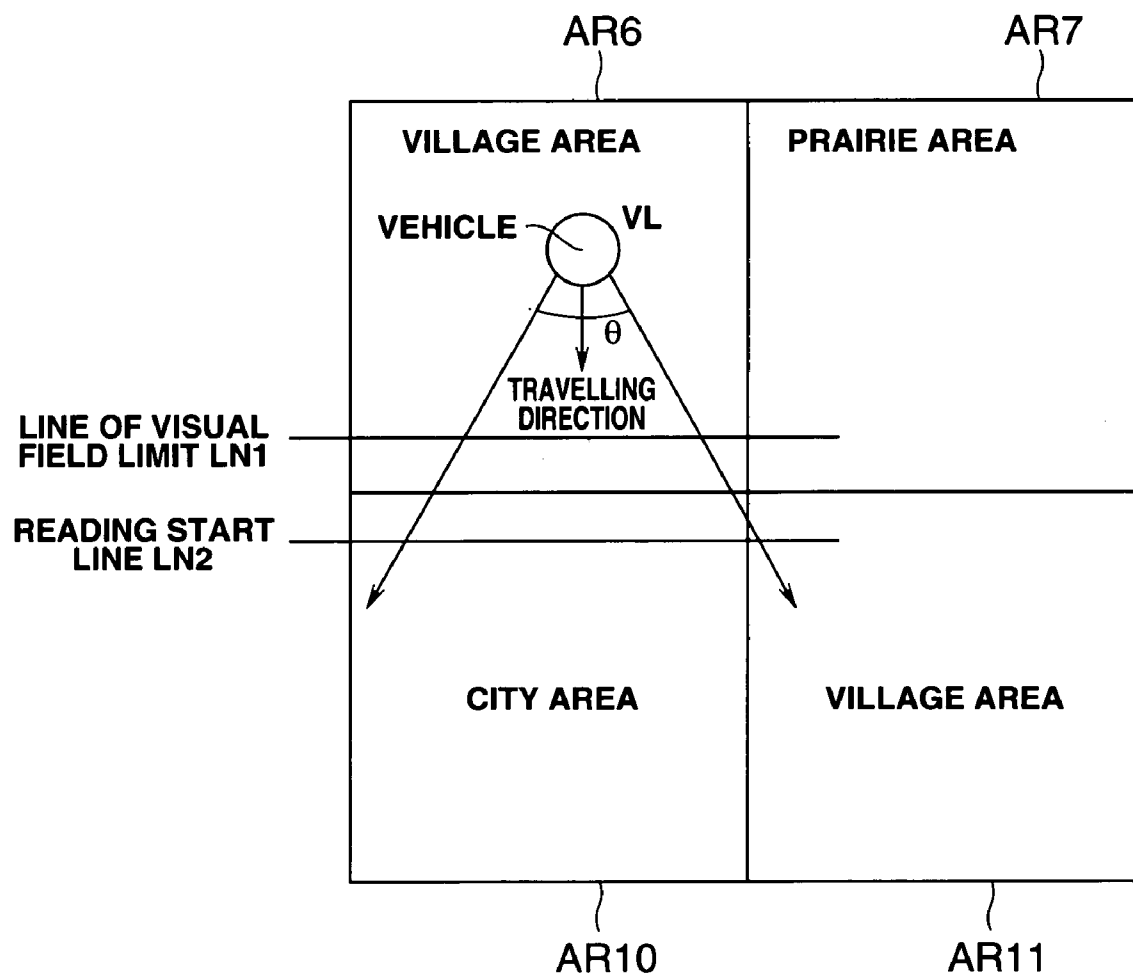 AR6
AR7
VILLAGE AREA
PRAIRIE AREA
VEHICLE
VL
θ
TRAVELLING
DIRECTION
LINE OF VISUAL
FIELD LIMIT LN1
READING START
LINE LN2
CITY AREA
VILLAGE AREA
AR10
AR11